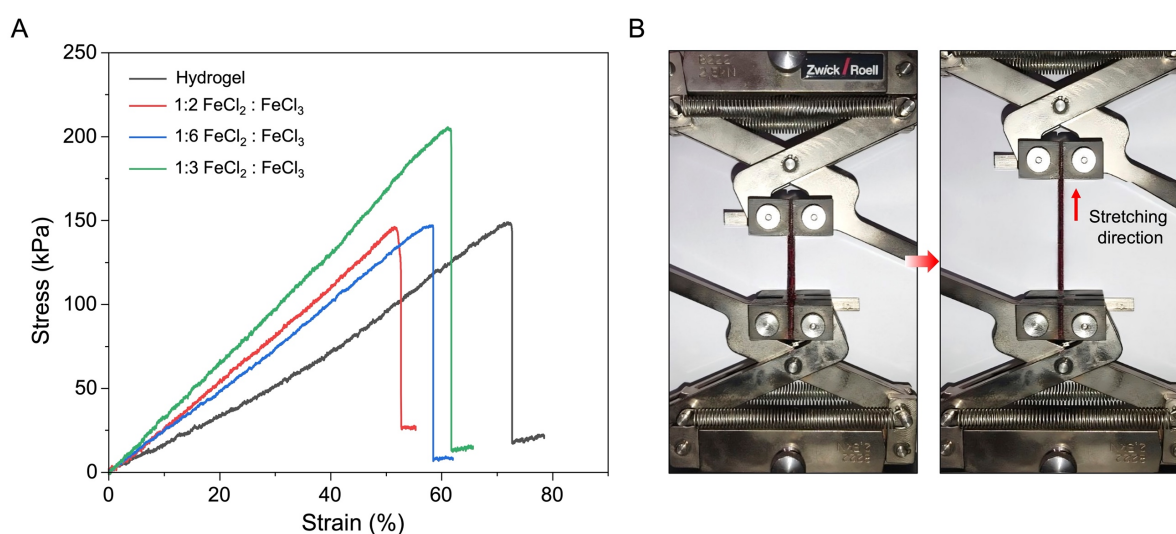 A
B
250
200
150
100
50
0
Stress (kPa)
Hydrogel
1:2 FeCl₂ : FeCl₃
1:6 FeCl₂ : FeCl₃
1:3 FeCl₂ : FeCl₃
0
20
40
60
80
Strain (%)
Zwick / Roell
Stretching
direction